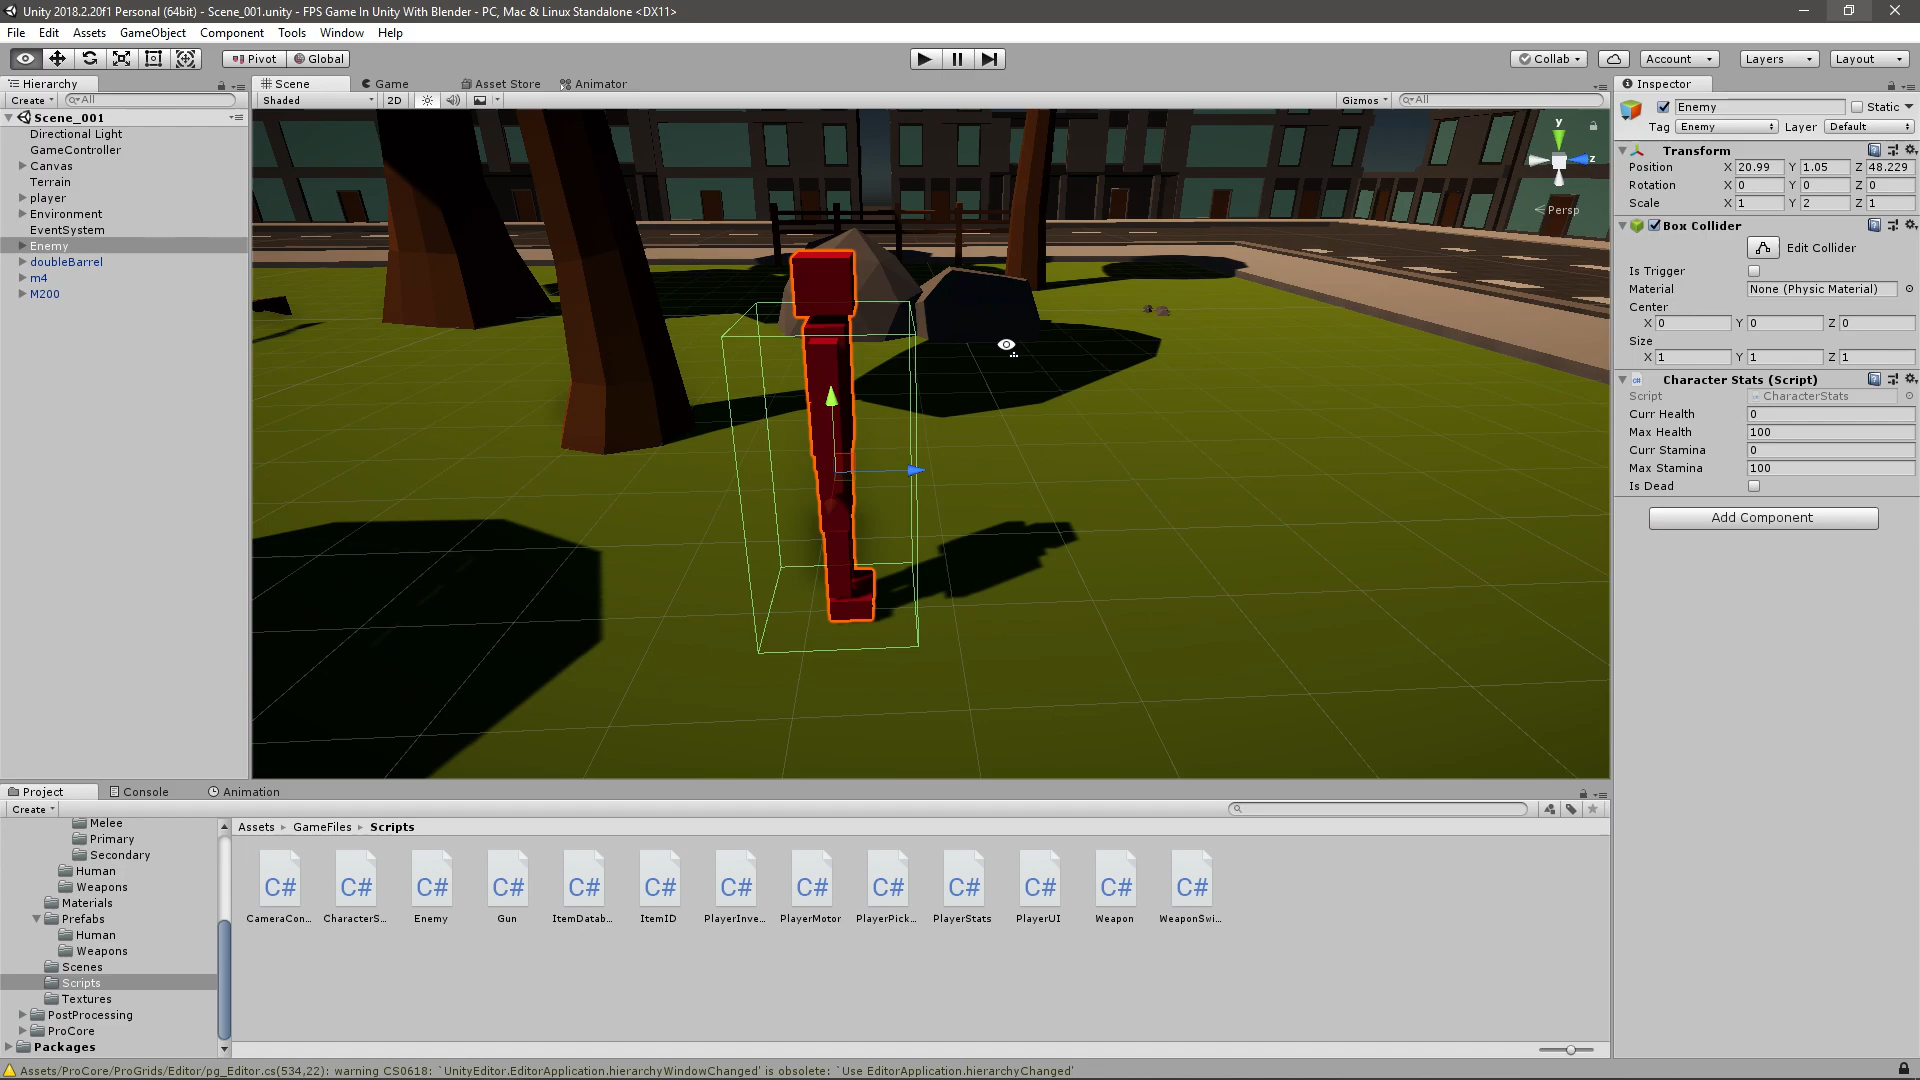 Unity 2018.2.20f1 Personal (64bit) - Scene_001.unity - FPS Game In Unity With Blender - PC, Mac & Linux Standalone <DX11>
File Edit Assets GameObject Component Tools Window Help
Pivot Global Collab Account Layers Layout
Hierarchy
Create All
Scene_001
Directional Light
GameController
Canvas
Terrain
player
Environment
EventSystem
Enemy
doubleBarrel
m4
M200
Scene Game Asset Store Animator
Shaded 2D Gizmos All
y
z
Persp
Inspector
Enemy Static
Tag Enemy Layer Default
Transform
Position X 20.99 Y 1.05 Z 48.229
Rotation X 0 Y 0 Z 0
Scale X 1 Y 2 Z 1
Box Collider
Edit Collider
Is Trigger
Material None (Physic Material)
Center
X 0 Y 0 Z 0
Size
X 1 Y 1 Z 1
Character Stats (Script)
Script CharacterStats
Curr Health 0
Max Health 100
Curr Stamina 0
Max Stamina 100
Is Dead
Add Component
Project Console Animation
Create
Melee
Primary
Secondary
Human
Weapons
Materials
Prefabs
Human
Weapons
Scenes
Scripts
Textures
PostProcessing
ProCore
Packages
Assets GameFiles Scripts
C# C# C# C# C# C# C# C# C# C# C# C# C#
CameraCon... CharacterS... Enemy Gun ItemDatab... ItemID PlayerInve... PlayerMotor PlayerPick... PlayerStats PlayerUI Weapon WeaponSwi...
Assets/ProCore/ProGrids/Editor/pg_Editor.cs(534,22): warning CS0618: `UnityEditor.EditorApplication.hierarchyWindowChanged' is obsolete: `Use EditorApplication.hierarchyChanged'